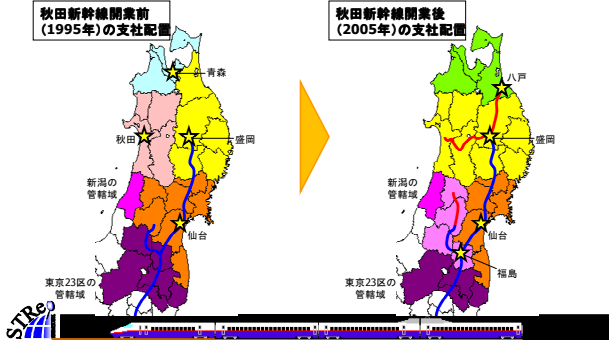 秋田新幹線開業前
(1995年)の支社配置
青森
秋田
盛岡
新潟の
管轄域
仙台
東京23区の
管轄域
秋田新幹線開業後
(2005年)の支社配置
八戸
盛岡
新潟の
管轄域
仙台
福島
東京23区の
管轄域
STRe